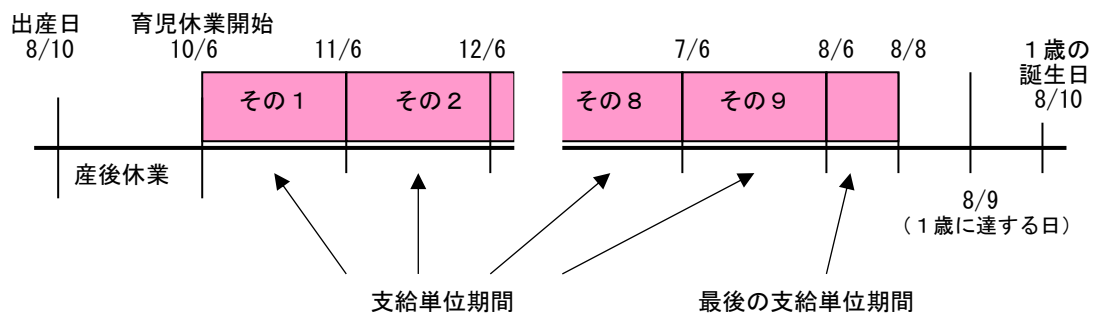 出産日
8/10
育児休業開始
10/6
11/6
12/6
7/6
8/6
8/8
１歳の
誕生日
8/10
その１
その２
その８
その９
産後休業
8/9
（１歳に達する日）
支給単位期間
最後の支給単位期間